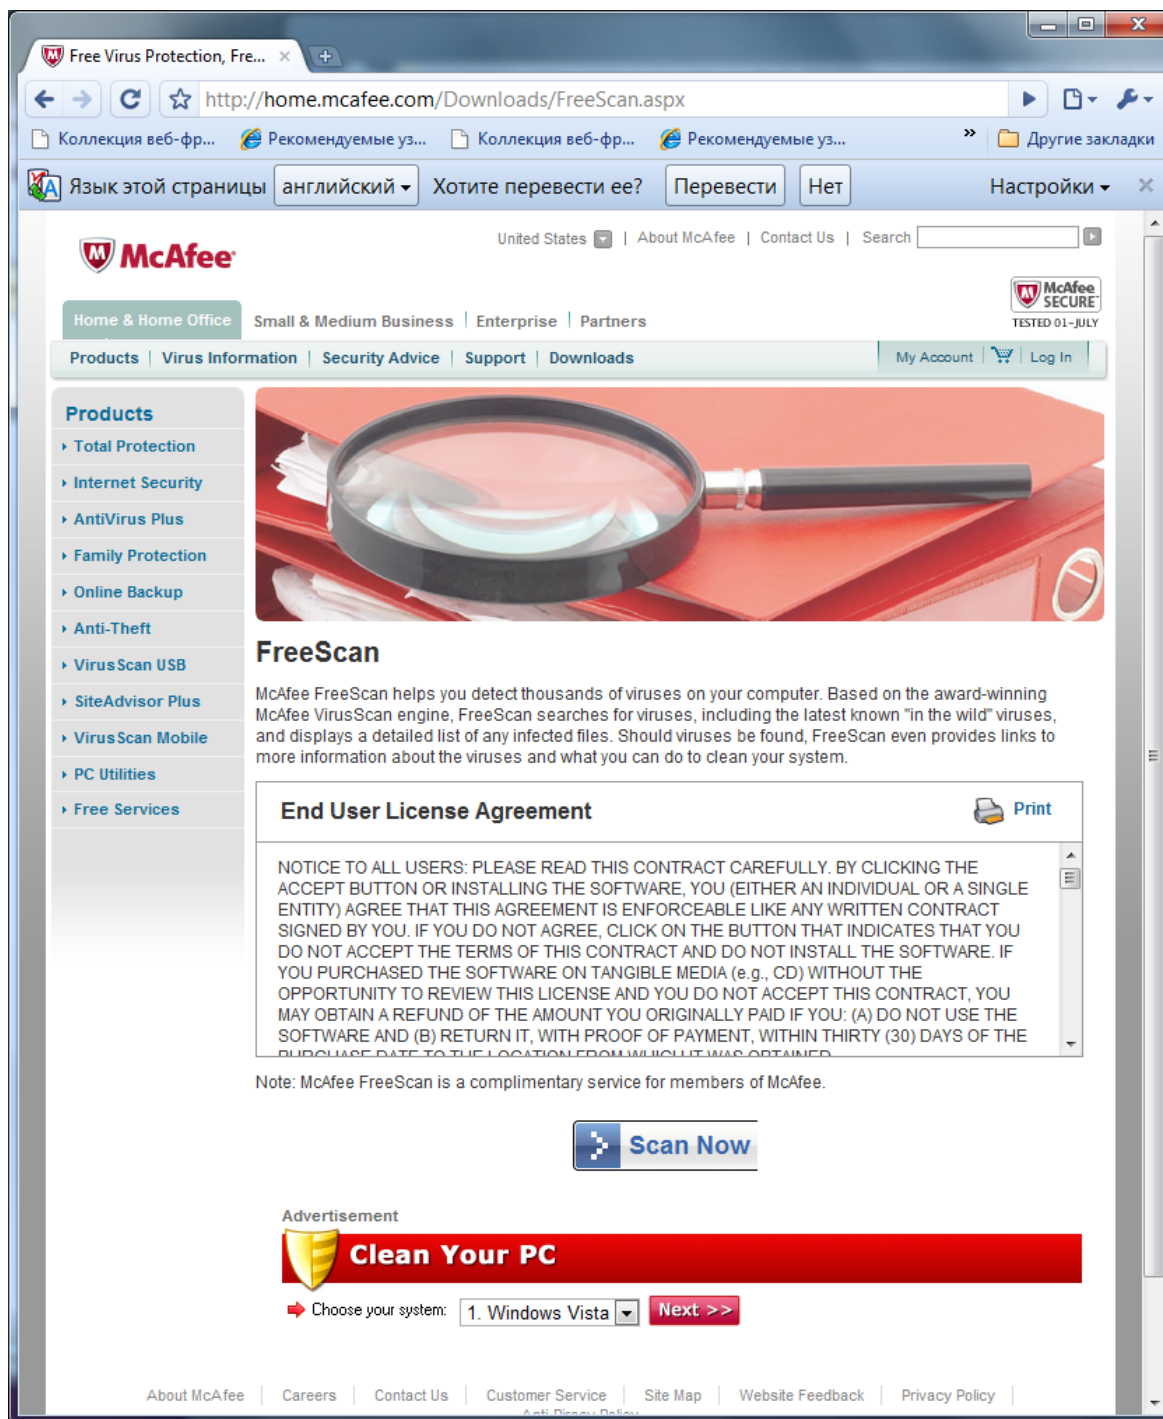 Free Virus Protection, Fre...
http://home.mcafee.com/Downloads/FreeScan.aspx
Коллекция веб-фр... Рекомендуемые уз... Коллекция веб-фр... Рекомендуемые уз... » Другие закладки
Язык этой страницы английский Хотите перевести ее? Перевести Нет Настройки
United States | About McAfee | Contact Us | Search
McAfee
McAfee SECURE
TESTED 01-JULY
Home & Home Office Small & Medium Business | Enterprise | Partners
Products | Virus Information | Security Advice | Support | Downloads My Account | Log In
Products
Total Protection
Internet Security
AntiVirus Plus
Family Protection
Online Backup
Anti-Theft
VirusScan USB
SiteAdvisor Plus
VirusScan Mobile
PC Utilities
Free Services
FreeScan
McAfee FreeScan helps you detect thousands of viruses on your computer. Based on the award-winning
McAfee VirusScan engine, FreeScan searches for viruses, including the latest known "in the wild" viruses,
and displays a detailed list of any infected files. Should viruses be found, FreeScan even provides links to
more information about the viruses and what you can do to clean your system.
End User License Agreement Print
NOTICE TO ALL USERS: PLEASE READ THIS CONTRACT CAREFULLY. BY CLICKING THE
ACCEPT BUTTON OR INSTALLING THE SOFTWARE, YOU (EITHER AN INDIVIDUAL OR A SINGLE
ENTITY) AGREE THAT THIS AGREEMENT IS ENFORCEABLE LIKE ANY WRITTEN CONTRACT
SIGNED BY YOU. IF YOU DO NOT AGREE, CLICK ON THE BUTTON THAT INDICATES THAT YOU
DO NOT ACCEPT THE TERMS OF THIS CONTRACT AND DO NOT INSTALL THE SOFTWARE. IF
YOU PURCHASED THE SOFTWARE ON TANGIBLE MEDIA (e.g., CD) WITHOUT THE
OPPORTUNITY TO REVIEW THIS LICENSE AND YOU DO NOT ACCEPT THIS CONTRACT, YOU
MAY OBTAIN A REFUND OF THE AMOUNT YOU ORIGINALLY PAID IF YOU: (A) DO NOT USE THE
SOFTWARE AND (B) RETURN IT, WITH PROOF OF PAYMENT, WITHIN THIRTY (30) DAYS OF THE
PURCHASE DATE TO THE LOCATION FROM WHICH IT WAS OBTAINED
Note: McAfee FreeScan is a complimentary service for members of McAfee.
Scan Now
Advertisement
Clean Your PC
Choose your system: 1. Windows Vista Next >>
About McAfee | Careers | Contact Us | Customer Service | Site Map | Website Feedback | Privacy Policy |
Anti-Piracy Policy